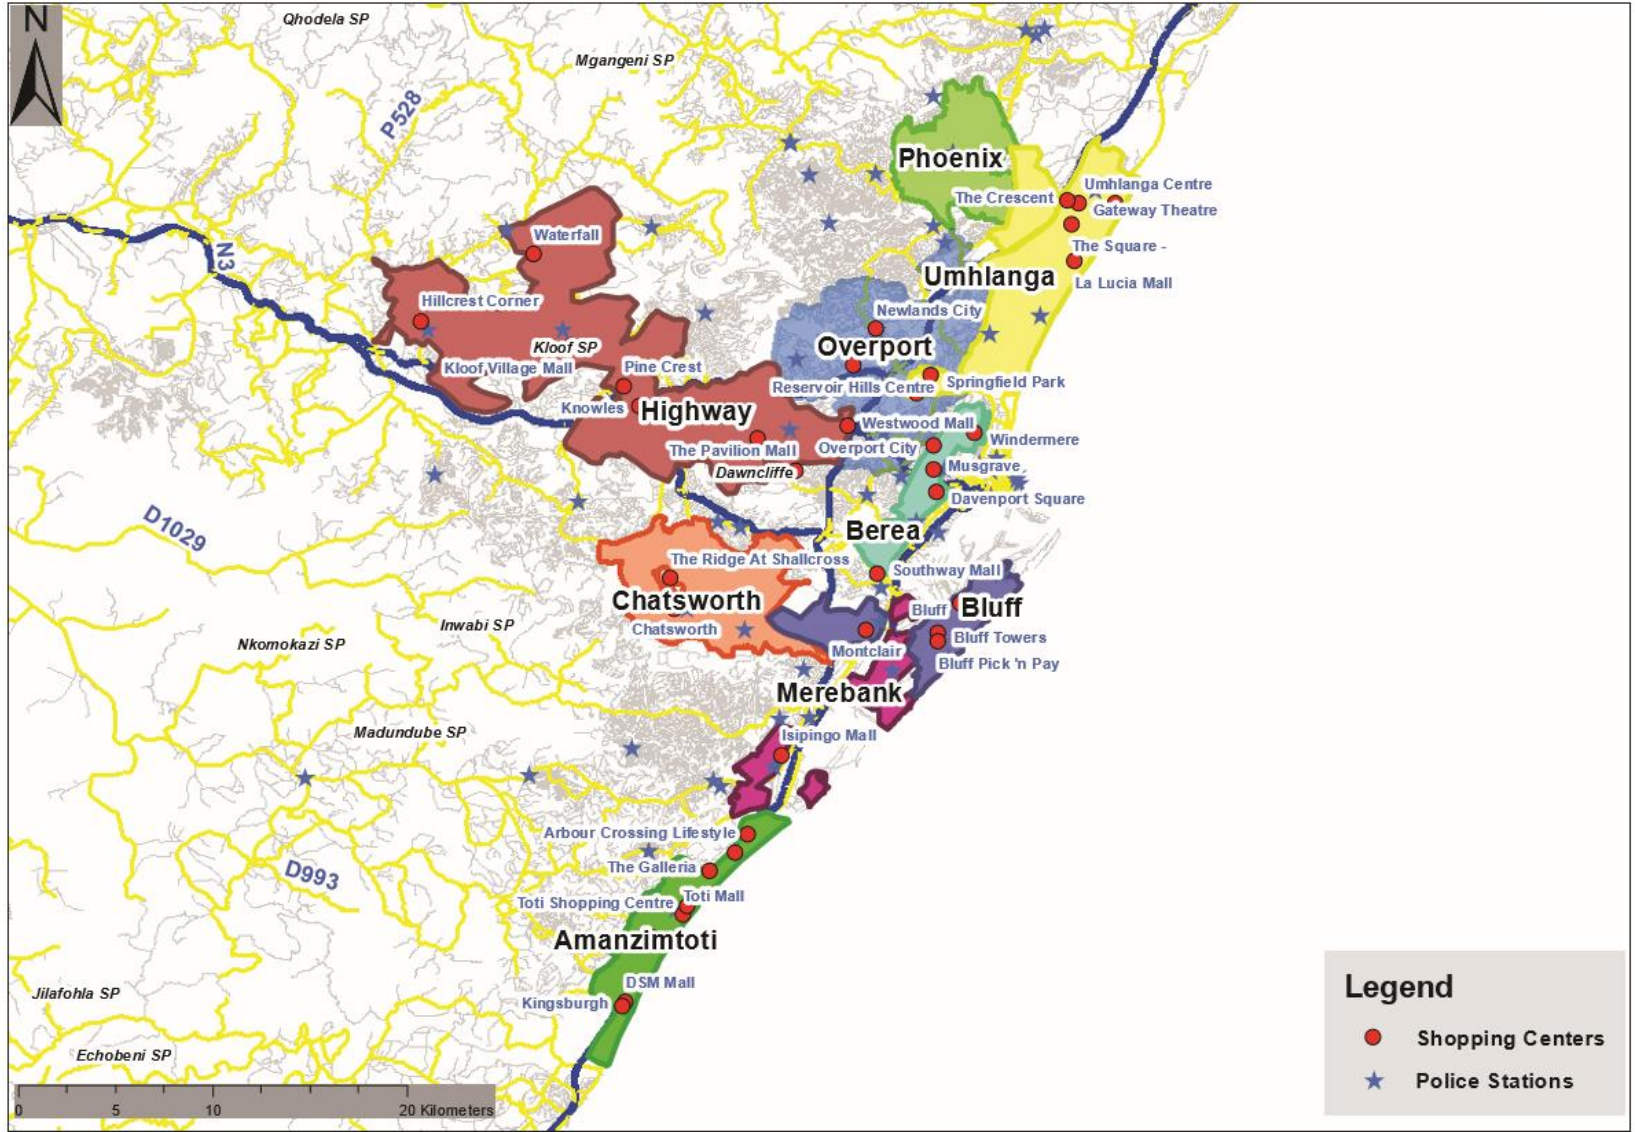 N
Qhodela SP
Mgangeni SP
P528
Phoenix
Umhlanga Centre
The Crescent
Gateway Theatre
Waterfall
N3
The Square -
Umhlanga
La Lucia Mall
Hillcrest Corner
Newlands City
Kloof SP
Overport
Kloof Village Mall
Pine Crest
Reservoir Hills Centre
Springfield Park
Knowles
Highway
Westwood Mall
The Pavilion Mall
Overport City
Windermere
Dawncliffe
Musgrave
Davenport Square
D1029
Berea
The Ridge At Shallcross
Southway Mall
Chatsworth
Bluff
Bluff
Inwabi SP
Chatsworth
Bluff Towers
Nkomokazi SP
Montclair
Bluff Pick 'n Pay
Merebank
Madundube SP
Isipingo Mall
Arbour Crossing Lifestyle
The Galleria
D993
Toti Mall
Toti Shopping Centre
Amanzimtoti
DSM Mall
Jilafohla SP
Kingsburgh
Legend
Shopping Centers
Echobeni SP
Police Stations
0 5 10 20 Kilometers